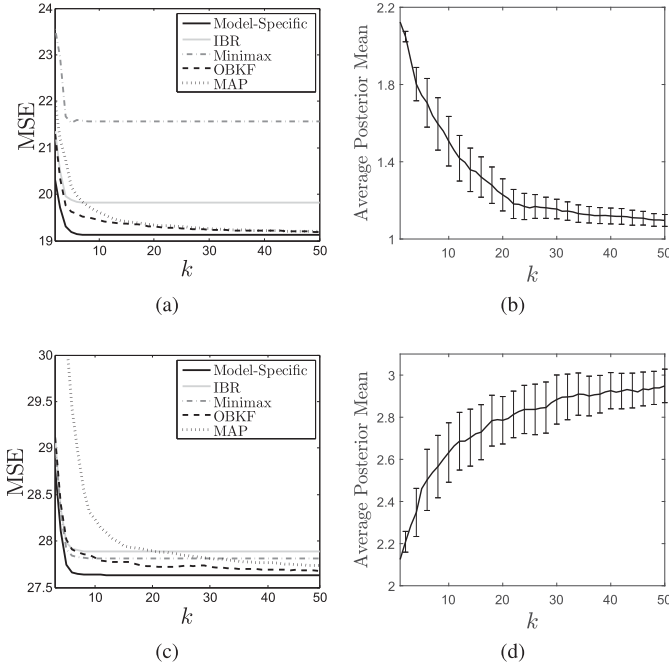 24
23
22
21
20
19
MSE
10
20
30
40
50
k
Model-Specific
IBR
Minimax
OBKF
MAP
(a)
2.2
1.8
1.4
1
Average Posterior Mean
10
20
30
40
50
k
(b)
30
29.5
29
28.5
28
27.5
MSE
10
20
30
40
50
k
Model-Specific
IBR
Minimax
OBKF
MAP
(c)
3
2.8
2.6
2.4
2.2
2
Average Posterior Mean
10
20
30
40
50
k
(d)